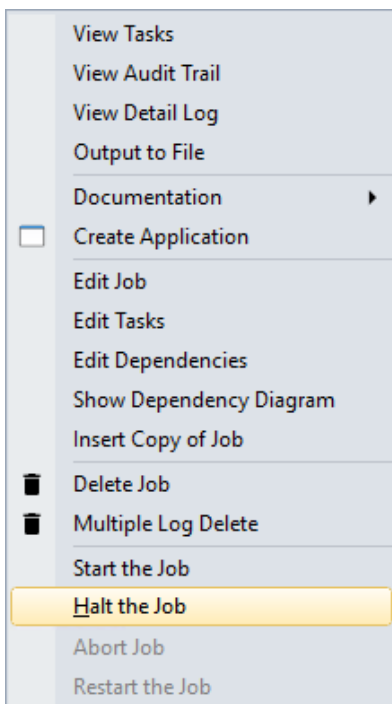 View Tasks
View Audit Trail
View Detail Log
Output to File
Documentation
Create Application
Edit Job
Edit Tasks
Edit Dependencies
Show Dependency Diagram
Insert Copy of Job
Delete Job
Multiple Log Delete
Start the Job
Halt the Job
Abort Job
Restart the Job